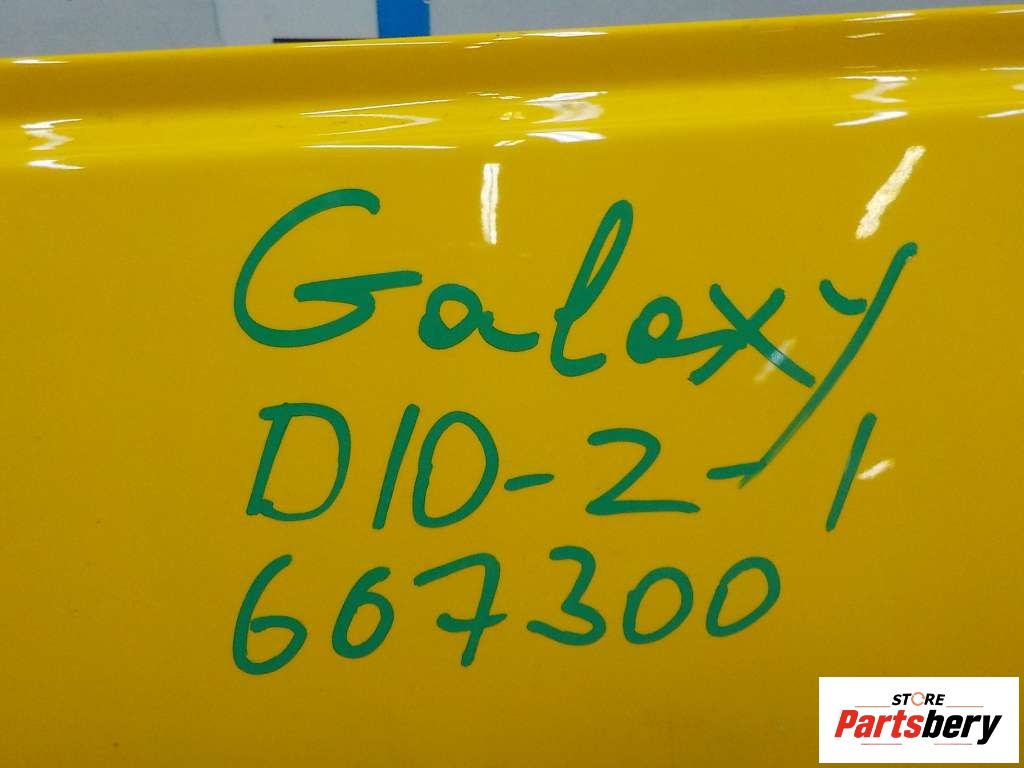 Galaxy
D10-2-1
667300
STORE
Partsbery